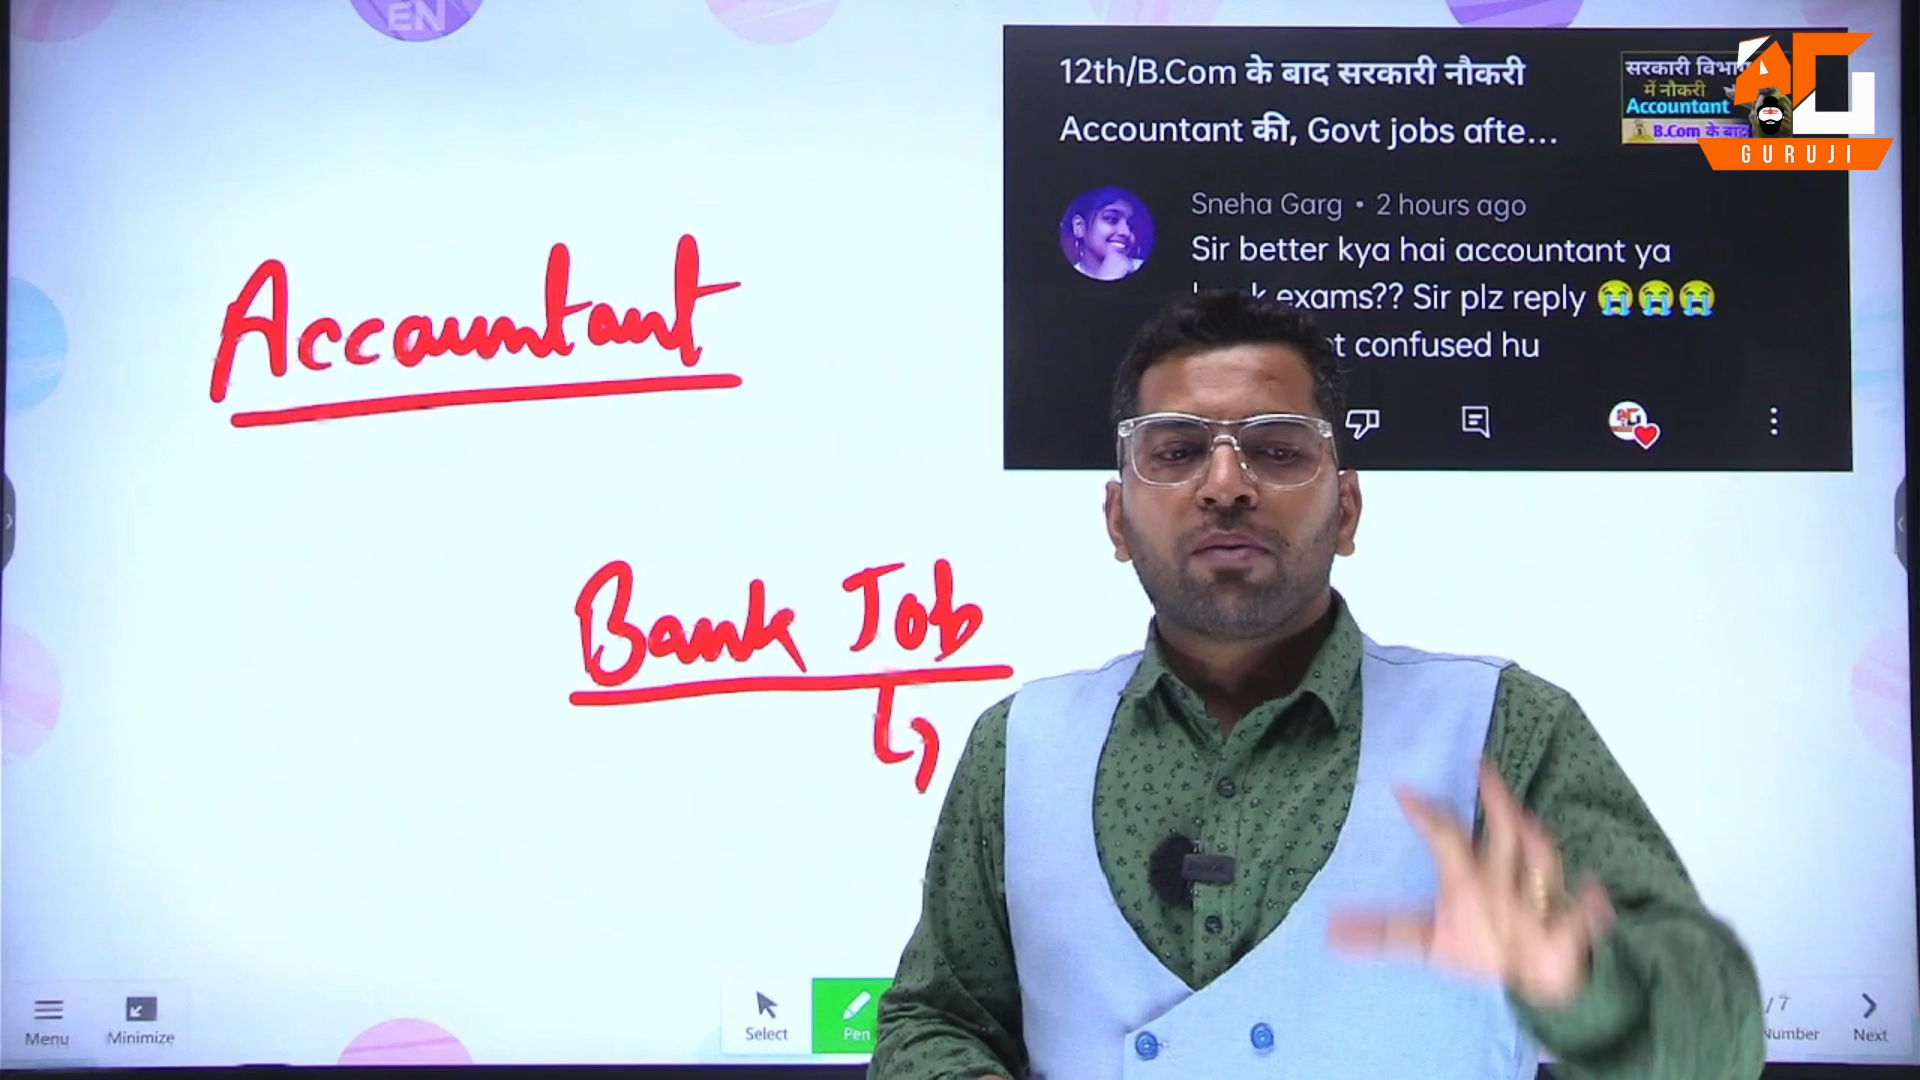 EN
12th/B.Com के बाद सरकारी नौकरी
Accountant की, Govt jobs afte...
सरकारी विभाग
में नौकरी
Accountant
B.Com के बाद
AG
GURUJI
Sneha Garg • 2 hours ago
Sir better kya hai accountant ya
exams?? Sir plz reply 😭😭😭
confused hu
Accountant
Bank Job
Menu
Minimize
Select
Pen
/7
Number
Next